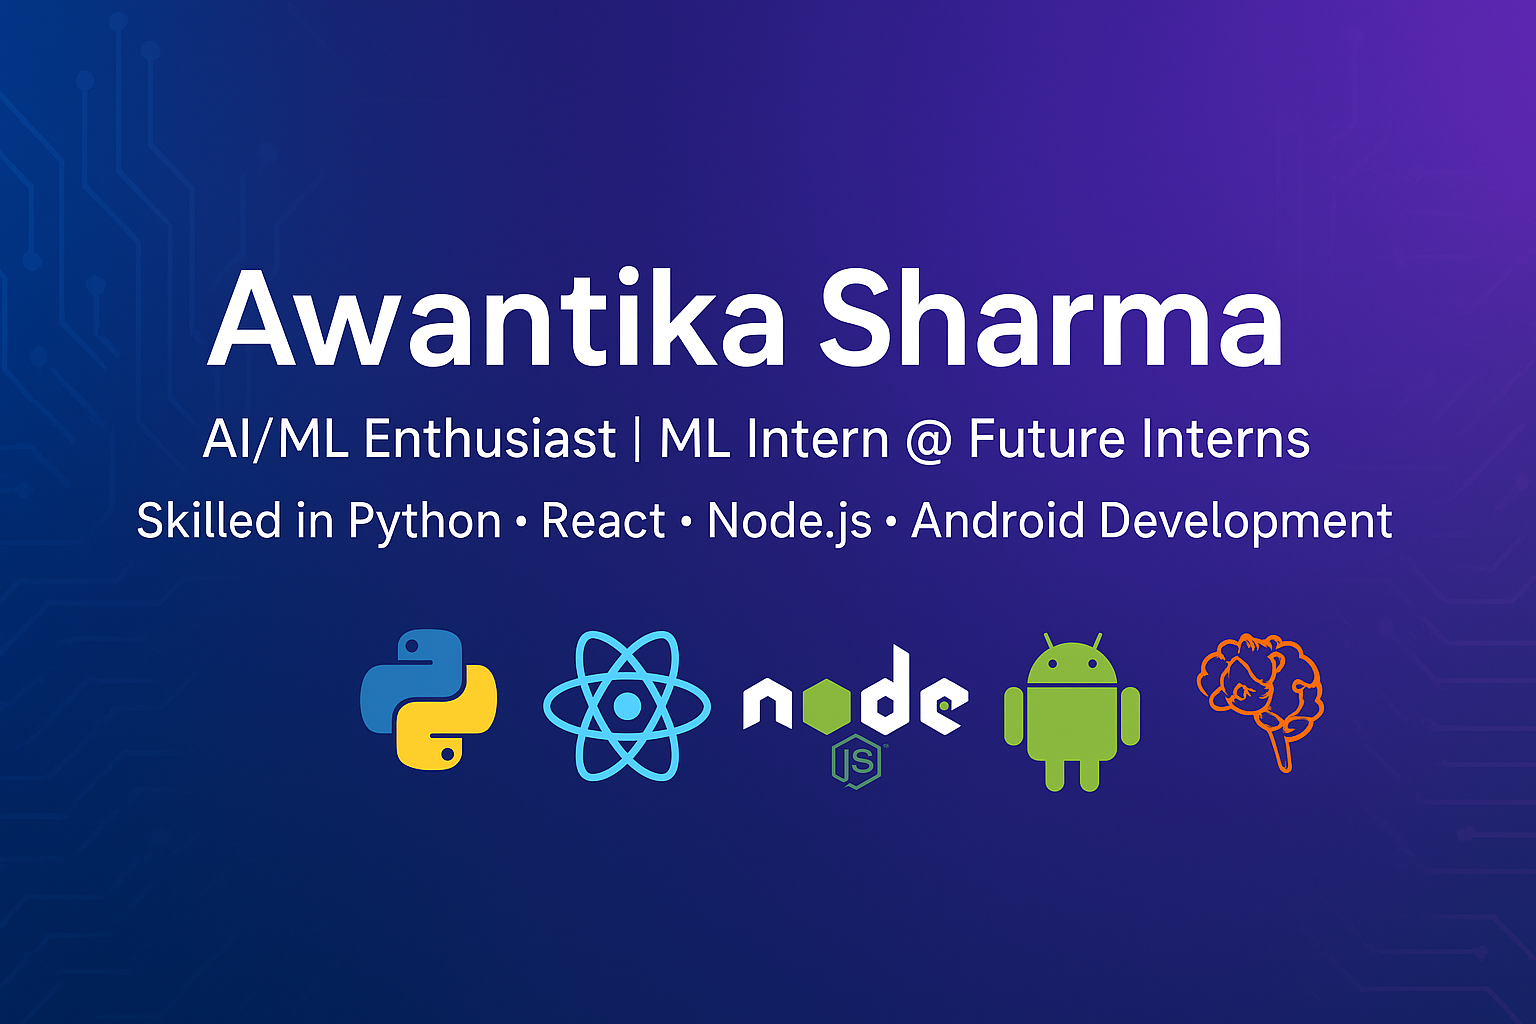 Awantika Sharma
AI/ML Enthusiast | ML Intern @ Future Interns
Skilled in Python • React • Node.js • Android Development
node
JS